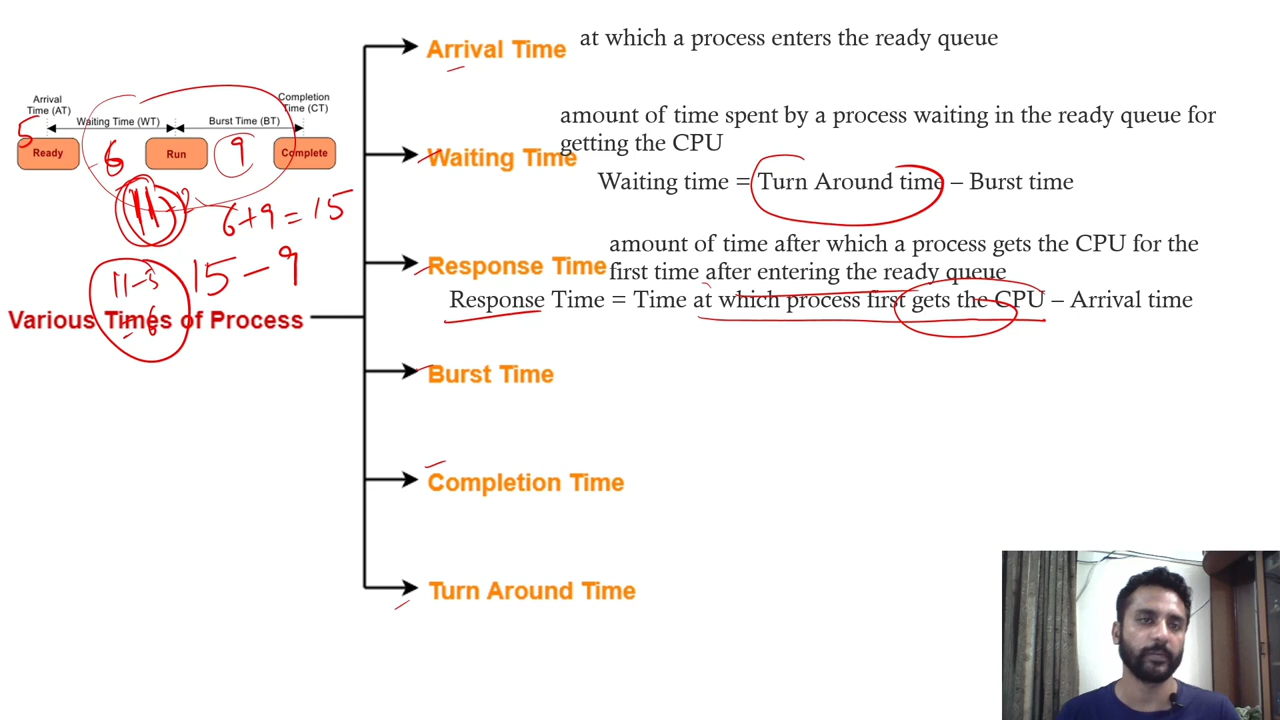 Arrival Time at which a process enters the ready queue
Arrival
Time (AT)
Completion
Time (CT)
Waiting Time (WT)
Burst Time (BT)
5
Ready
6
Run
9
Complete
amount of time spent by a process waiting in the ready queue for
getting the CPU
Waiting Time
Waiting time = Turn Around time – Burst time
11
6+9=15
amount of time after which a process gets the CPU for the
Response Time first time after entering the ready queue
Response Time = Time at which process first gets the CPU – Arrival time
15-9
11-5
= 6
Various Times of Process
Burst Time
Completion Time
Turn Around Time